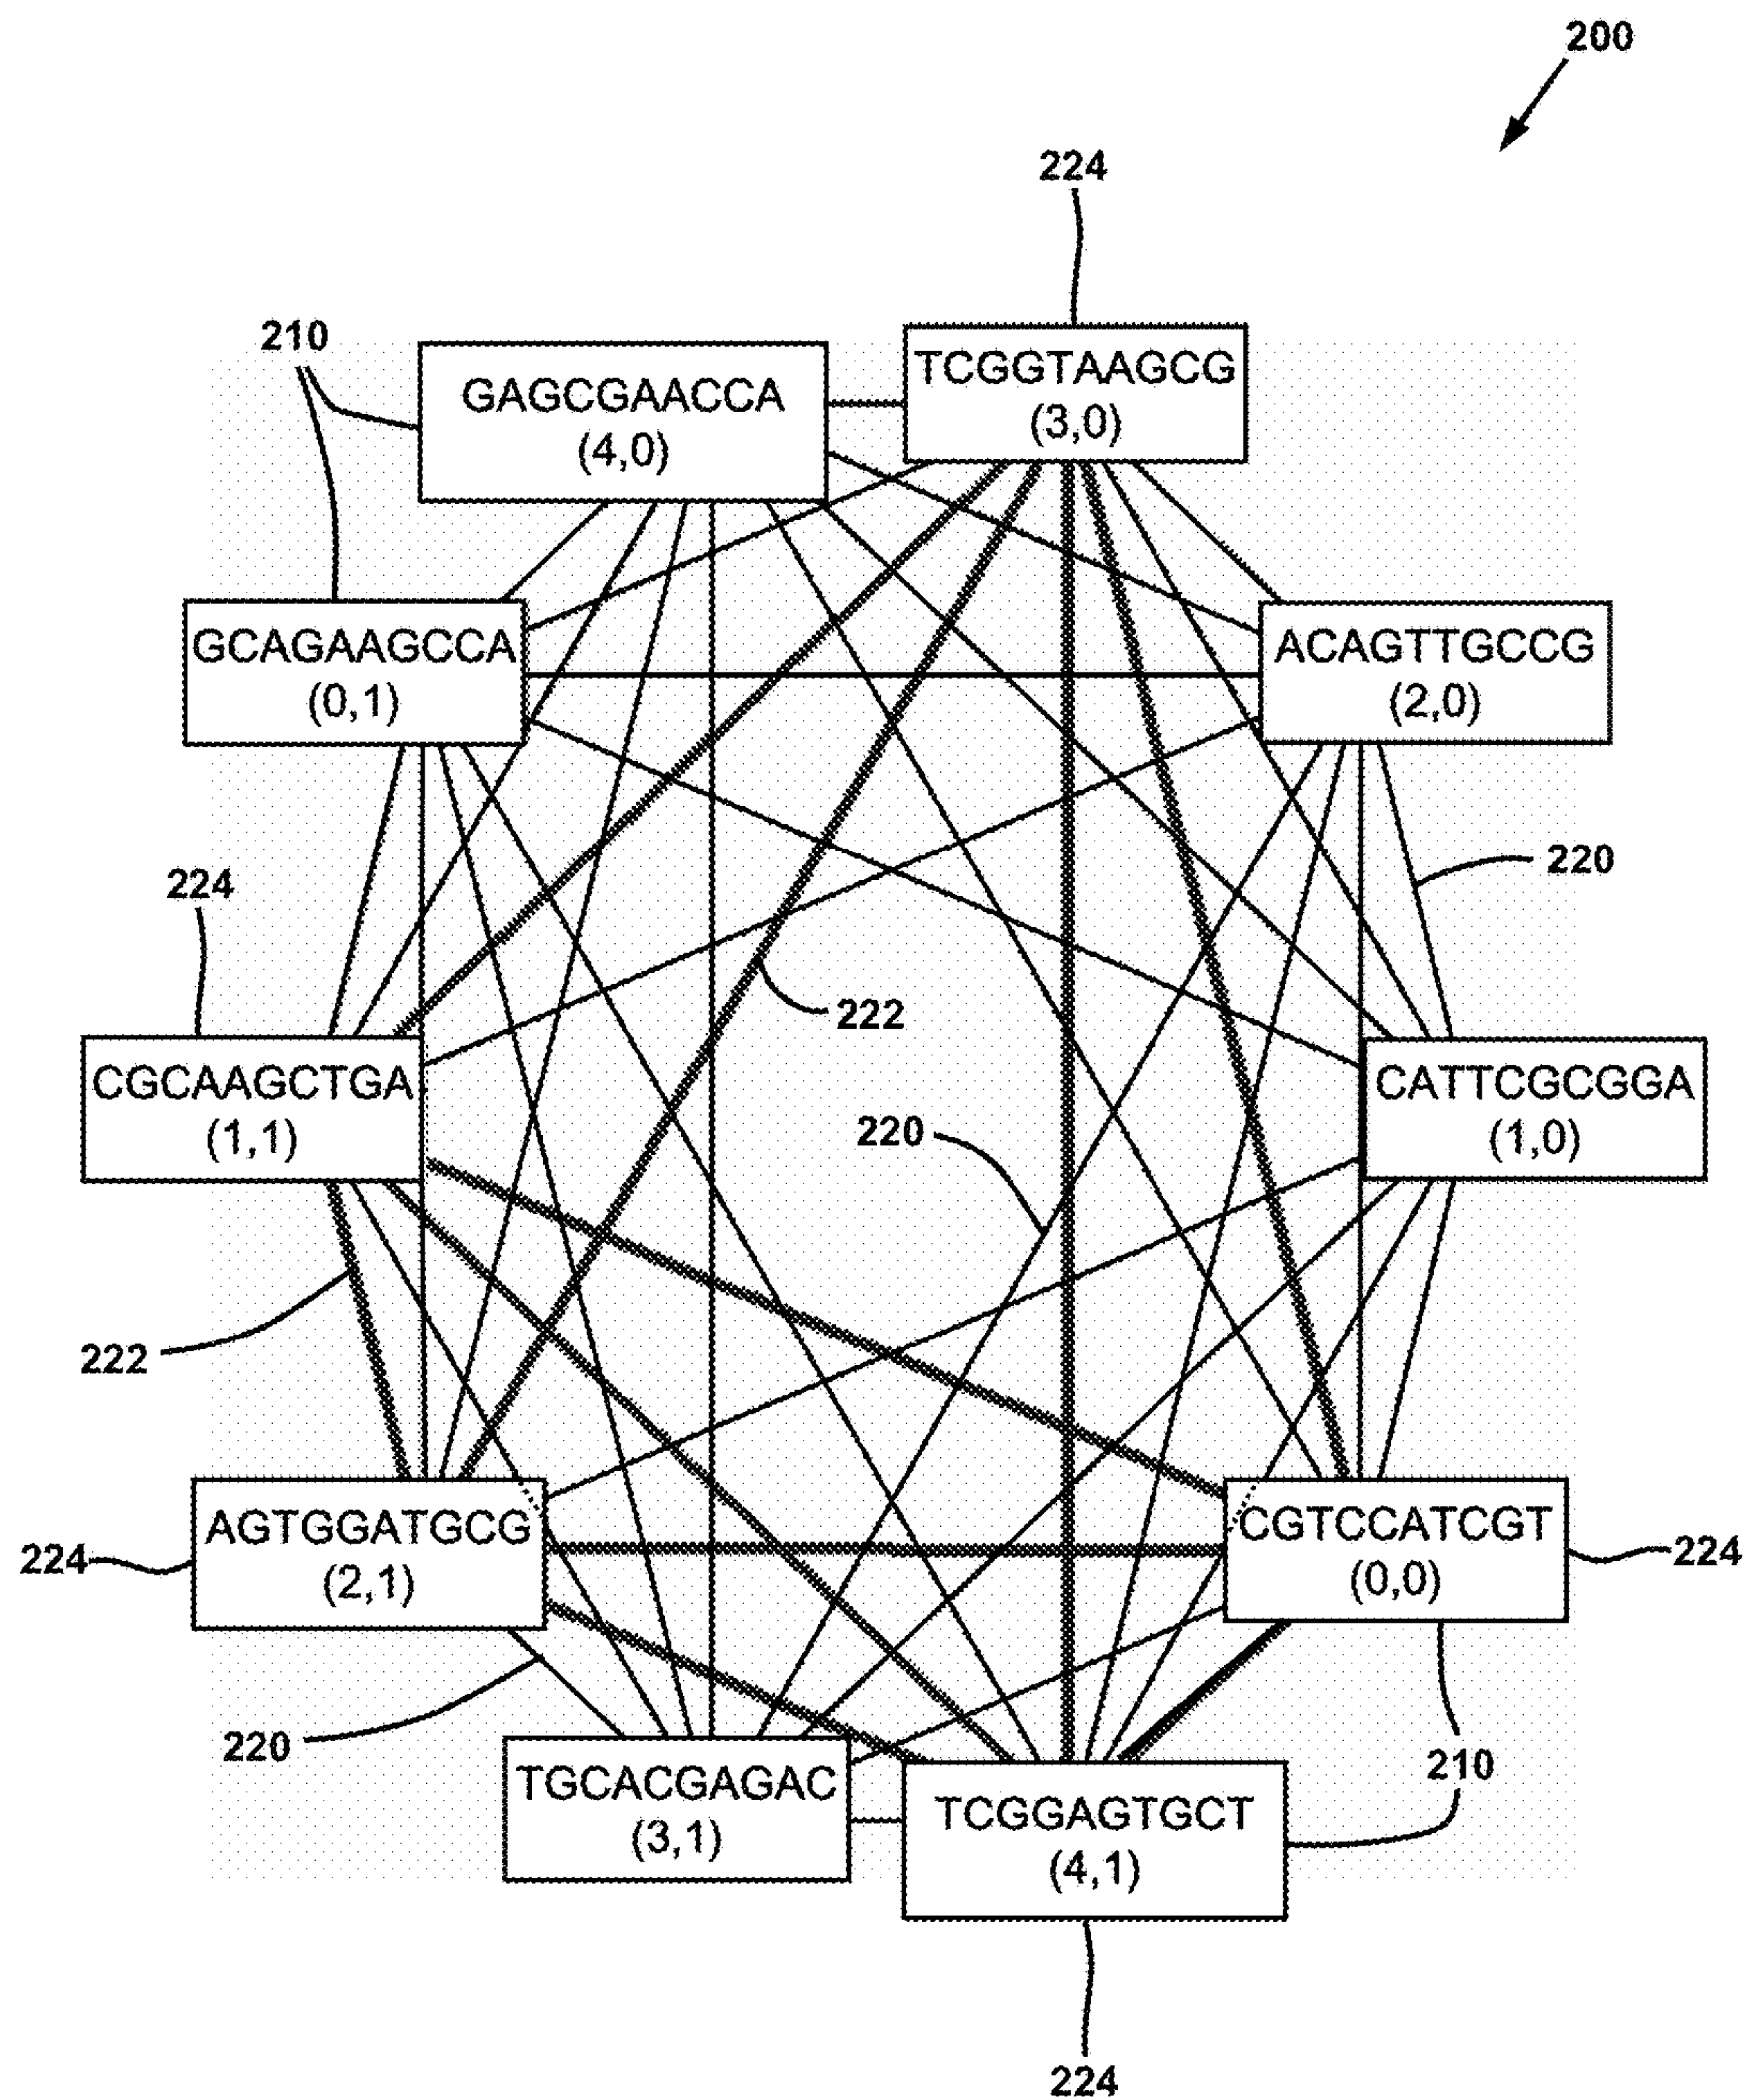 200
224
210
GAGCGAACCA
(4,0)
TCGGTAAGCG
(3,0)
GCAGAAGCCA
(0,1)
ACAGTTGCCG
(2,0)
220
224
222
CGCAAGCTGA
(1,1)
CATTCGCGGA
(1,0)
220
222
AGTGGATGCG
(2,1)
CGTCCATCGT
(0,0)
224
224
220
210
TGCACGAGAC
(3,1)
TCGGAGTGCT
(4,1)
224